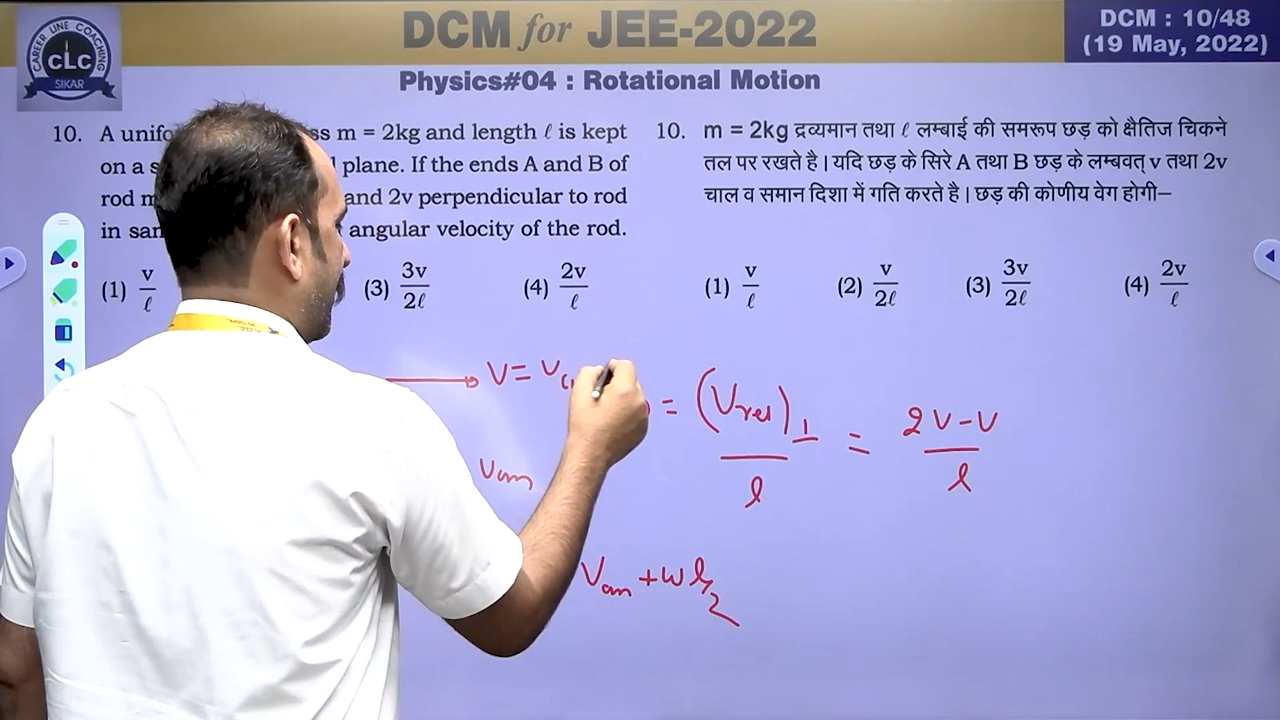 DCM for JEE-2022
DCM : 10/48
(19 May, 2022)
CAREER LINE COACHING
CLC
SIKAR
Physics#04 : Rotational Motion
10. A unifo ss m = 2kg and length ℓ is kept
on a s l plane. If the ends A and B of
rod m and 2v perpendicular to rod
in sa angular velocity of the rod.
(1) v/ℓ (3) 3v/2ℓ (4) 2v/ℓ
10. m = 2kg द्रव्यमान तथा ℓ लम्बाई की समरूप छड़ को क्षैतिज चिकने
तल पर रखते है। यदि छड़ के सिरे A तथा B छड़ के लम्बवत् v तथा 2v
चाल व समान दिशा में गति करते है। छड़ की कोणीय वेग होगी–
(1) v/ℓ (2) v/2ℓ (3) 3v/2ℓ (4) 2v/ℓ
V = V
= (Vrel)⊥/ℓ = 2V-V/ℓ
Vcm
Vcm + ωℓ/2